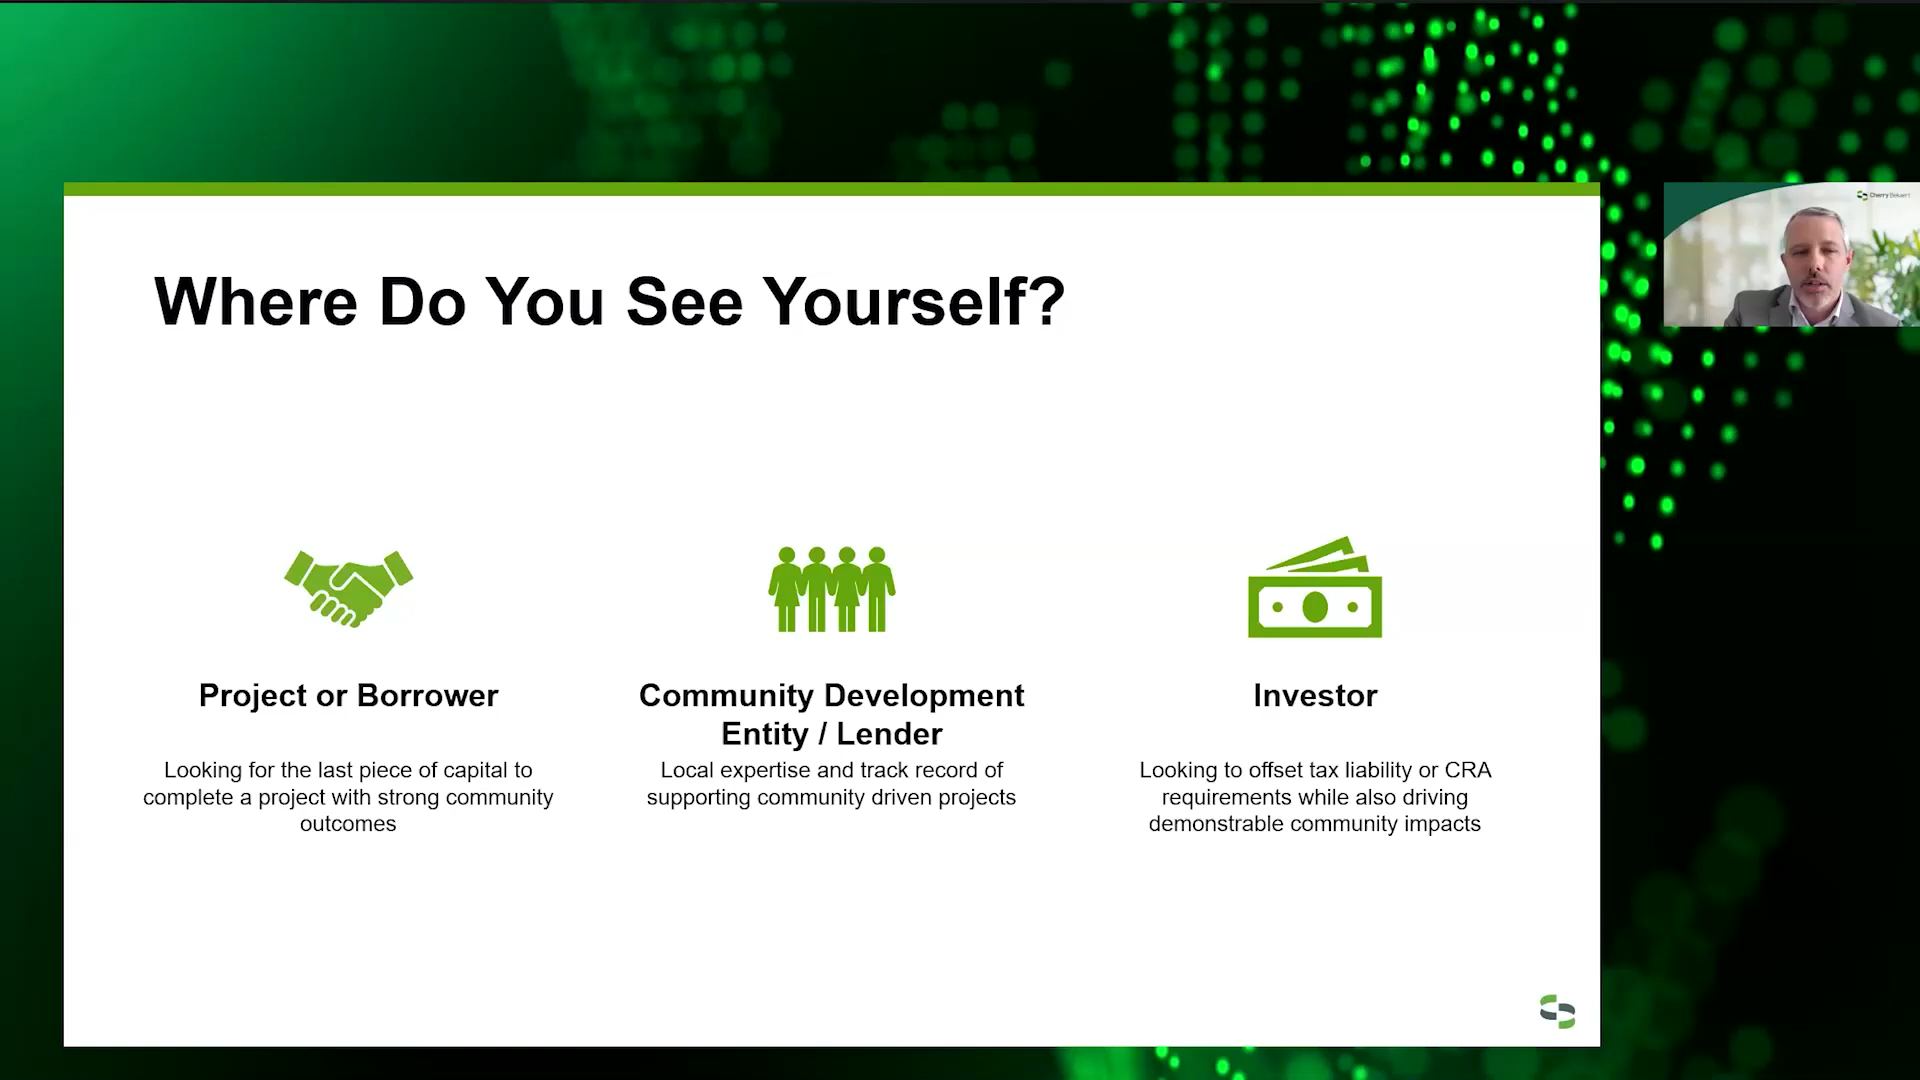 Cherry Bekaert
Where Do You See Yourself?
Project or Borrower
Looking for the last piece of capital to
complete a project with strong community
outcomes
Community Development
Entity / Lender
Local expertise and track record of
supporting community driven projects
Investor
Looking to offset tax liability or CRA
requirements while also driving
demonstrable community impacts